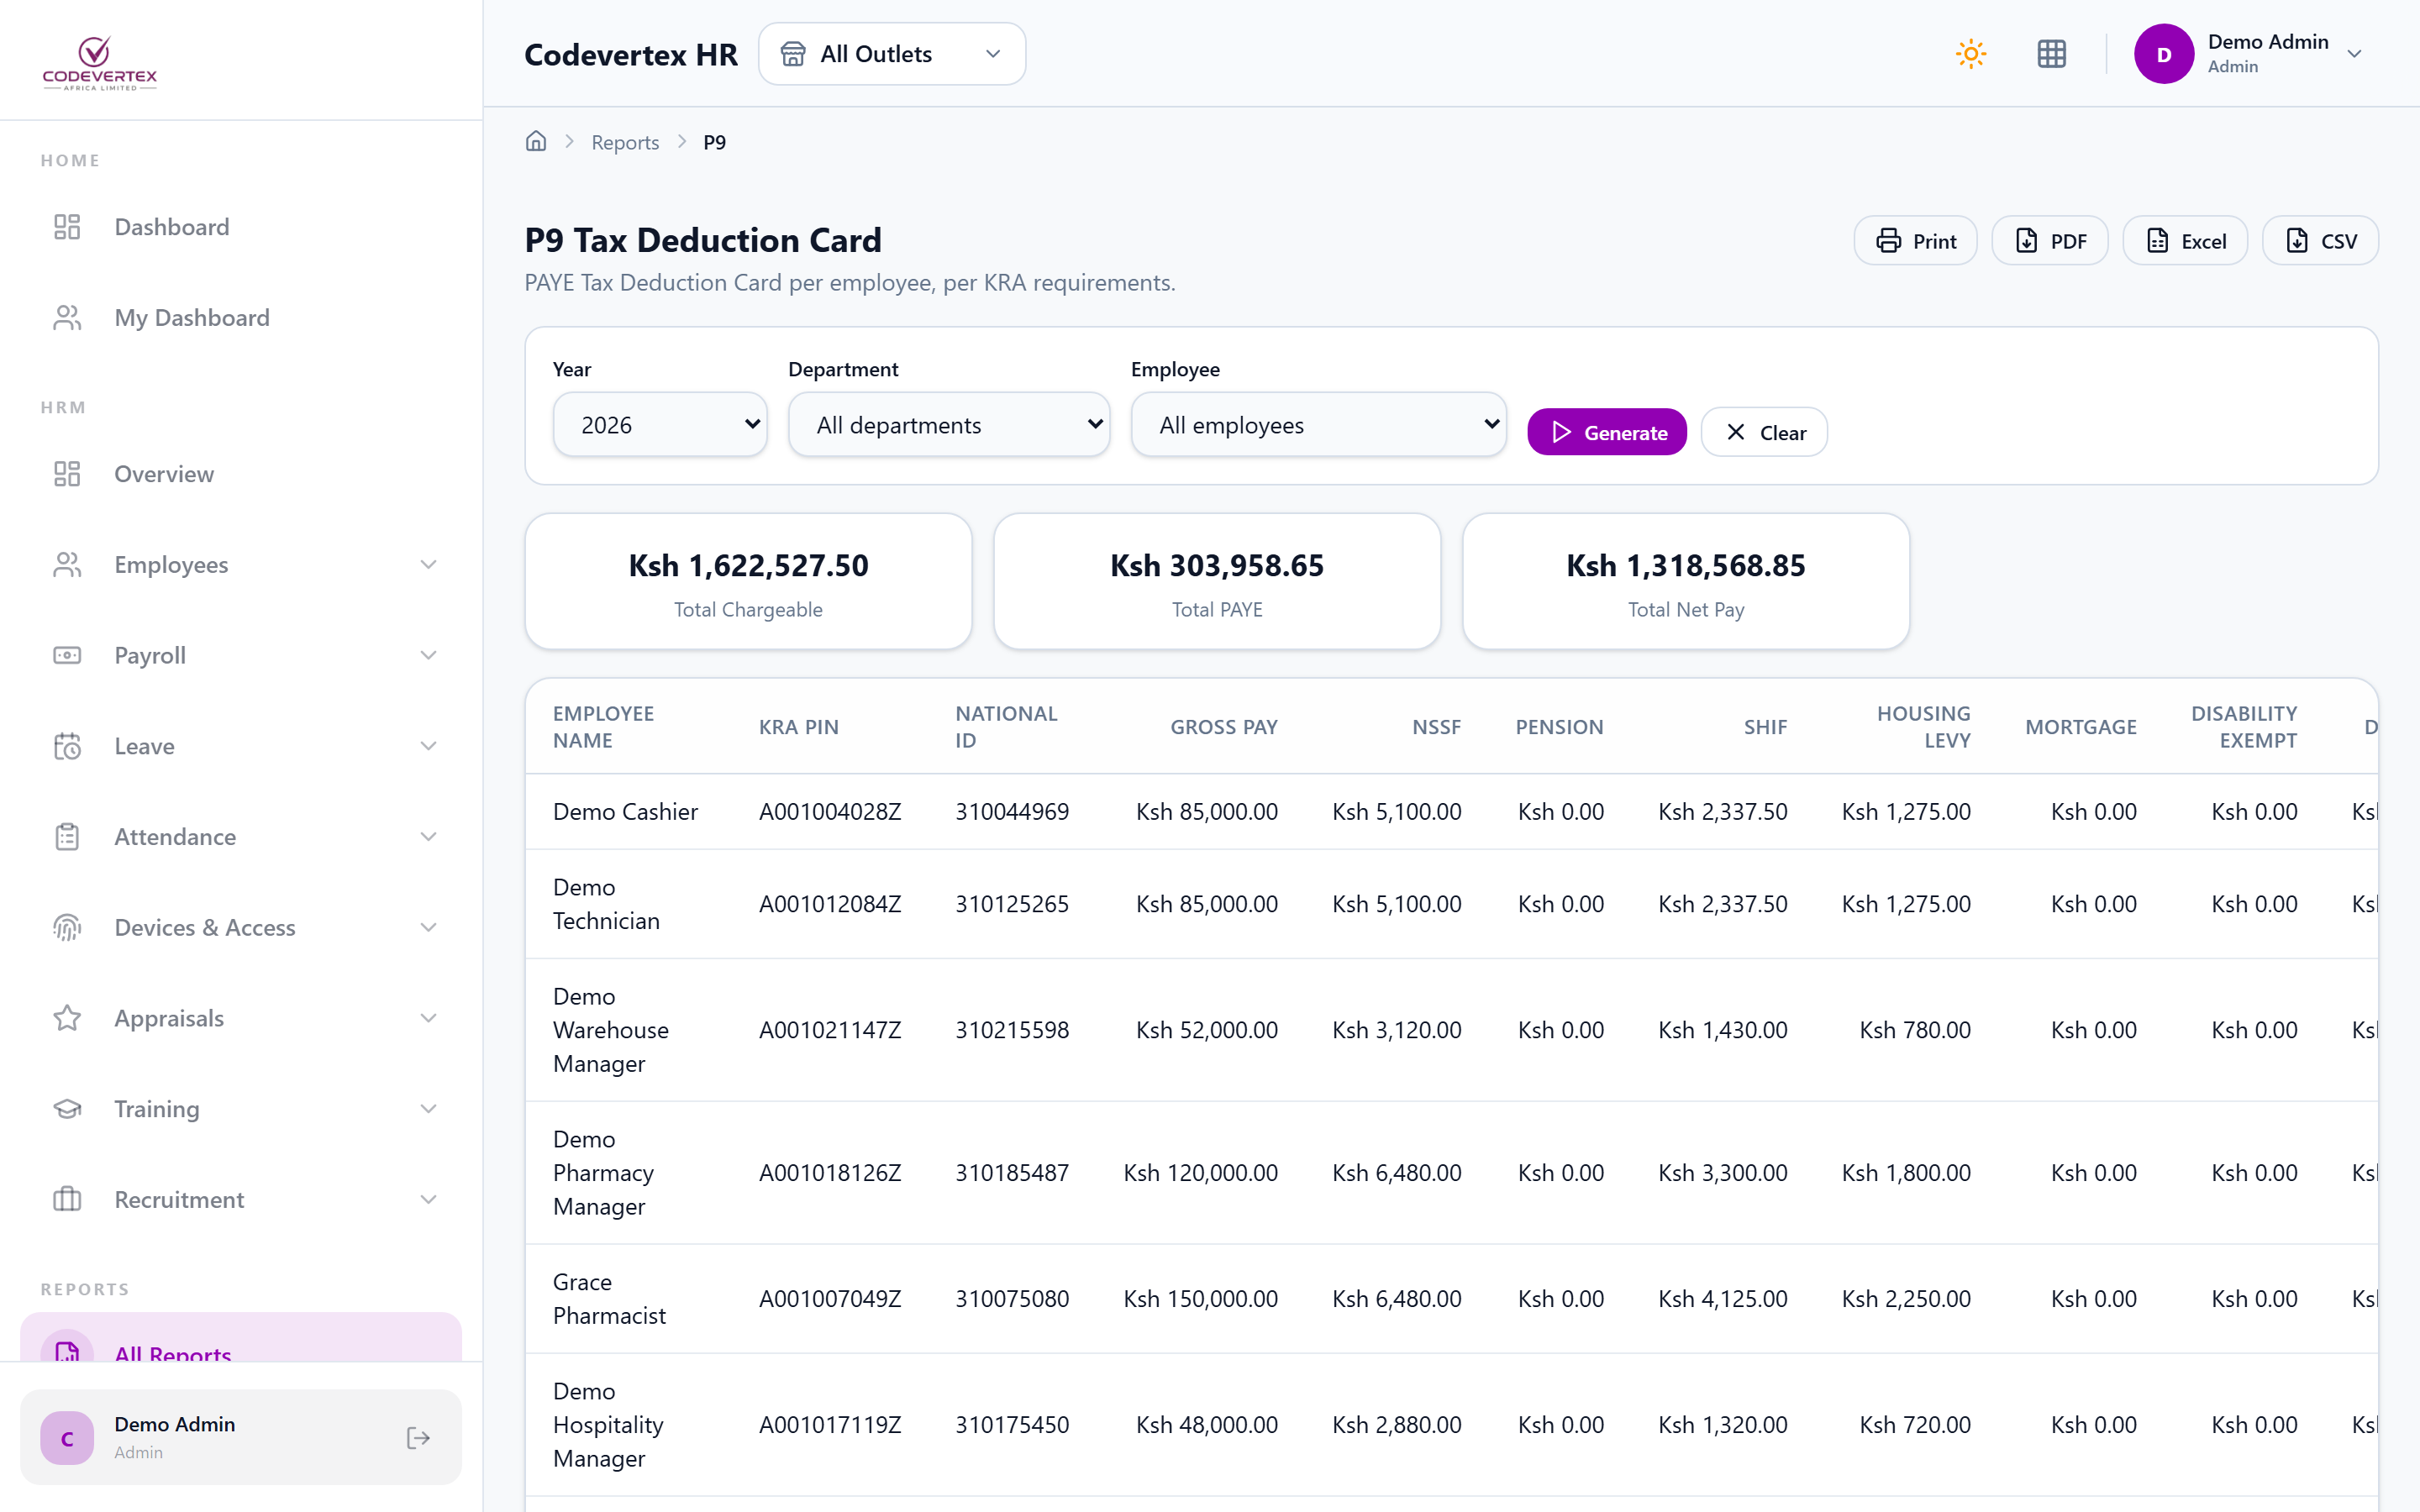 CODEVERTEX
AFRICA LIMITED
HOME
Dashboard
My Dashboard
HRM
Overview
Employees
Payroll
Leave
Attendance
Devices & Access
Appraisals
Training
Recruitment
REPORTS
All Reports
C
Demo Admin
Admin
Codevertex HR
All Outlets
D
Demo Admin
Admin
Reports
P9
P9 Tax Deduction Card
PAYE Tax Deduction Card per employee, per KRA requirements.
Print
PDF
Excel
CSV
Year
Department
Employee
2026
All departments
All employees
Generate
Clear
Ksh 1,622,527.50
Total Chargeable
Ksh 303,958.65
Total PAYE
Ksh 1,318,568.85
Total Net Pay
EMPLOYEE NAME KRA PIN NATIONAL ID GROSS PAY NSSF PENSION SHIF HOUSING LEVY MORTGAGE DISABILITY EXEMPT
Demo Cashier A001004028Z 310044969 Ksh 85,000.00 Ksh 5,100.00 Ksh 0.00 Ksh 2,337.50 Ksh 1,275.00 Ksh 0.00 Ksh 0.00
Demo Technician A001012084Z 310125265 Ksh 85,000.00 Ksh 5,100.00 Ksh 0.00 Ksh 2,337.50 Ksh 1,275.00 Ksh 0.00 Ksh 0.00
Demo Warehouse Manager A001021147Z 310215598 Ksh 52,000.00 Ksh 3,120.00 Ksh 0.00 Ksh 1,430.00 Ksh 780.00 Ksh 0.00 Ksh 0.00
Demo Pharmacy Manager A001018126Z 310185487 Ksh 120,000.00 Ksh 6,480.00 Ksh 0.00 Ksh 3,300.00 Ksh 1,800.00 Ksh 0.00 Ksh 0.00
Grace Pharmacist A001007049Z 310075080 Ksh 150,000.00 Ksh 6,480.00 Ksh 0.00 Ksh 4,125.00 Ksh 2,250.00 Ksh 0.00 Ksh 0.00
Demo Hospitality Manager A001017119Z 310175450 Ksh 48,000.00 Ksh 2,880.00 Ksh 0.00 Ksh 1,320.00 Ksh 720.00 Ksh 0.00 Ksh 0.00